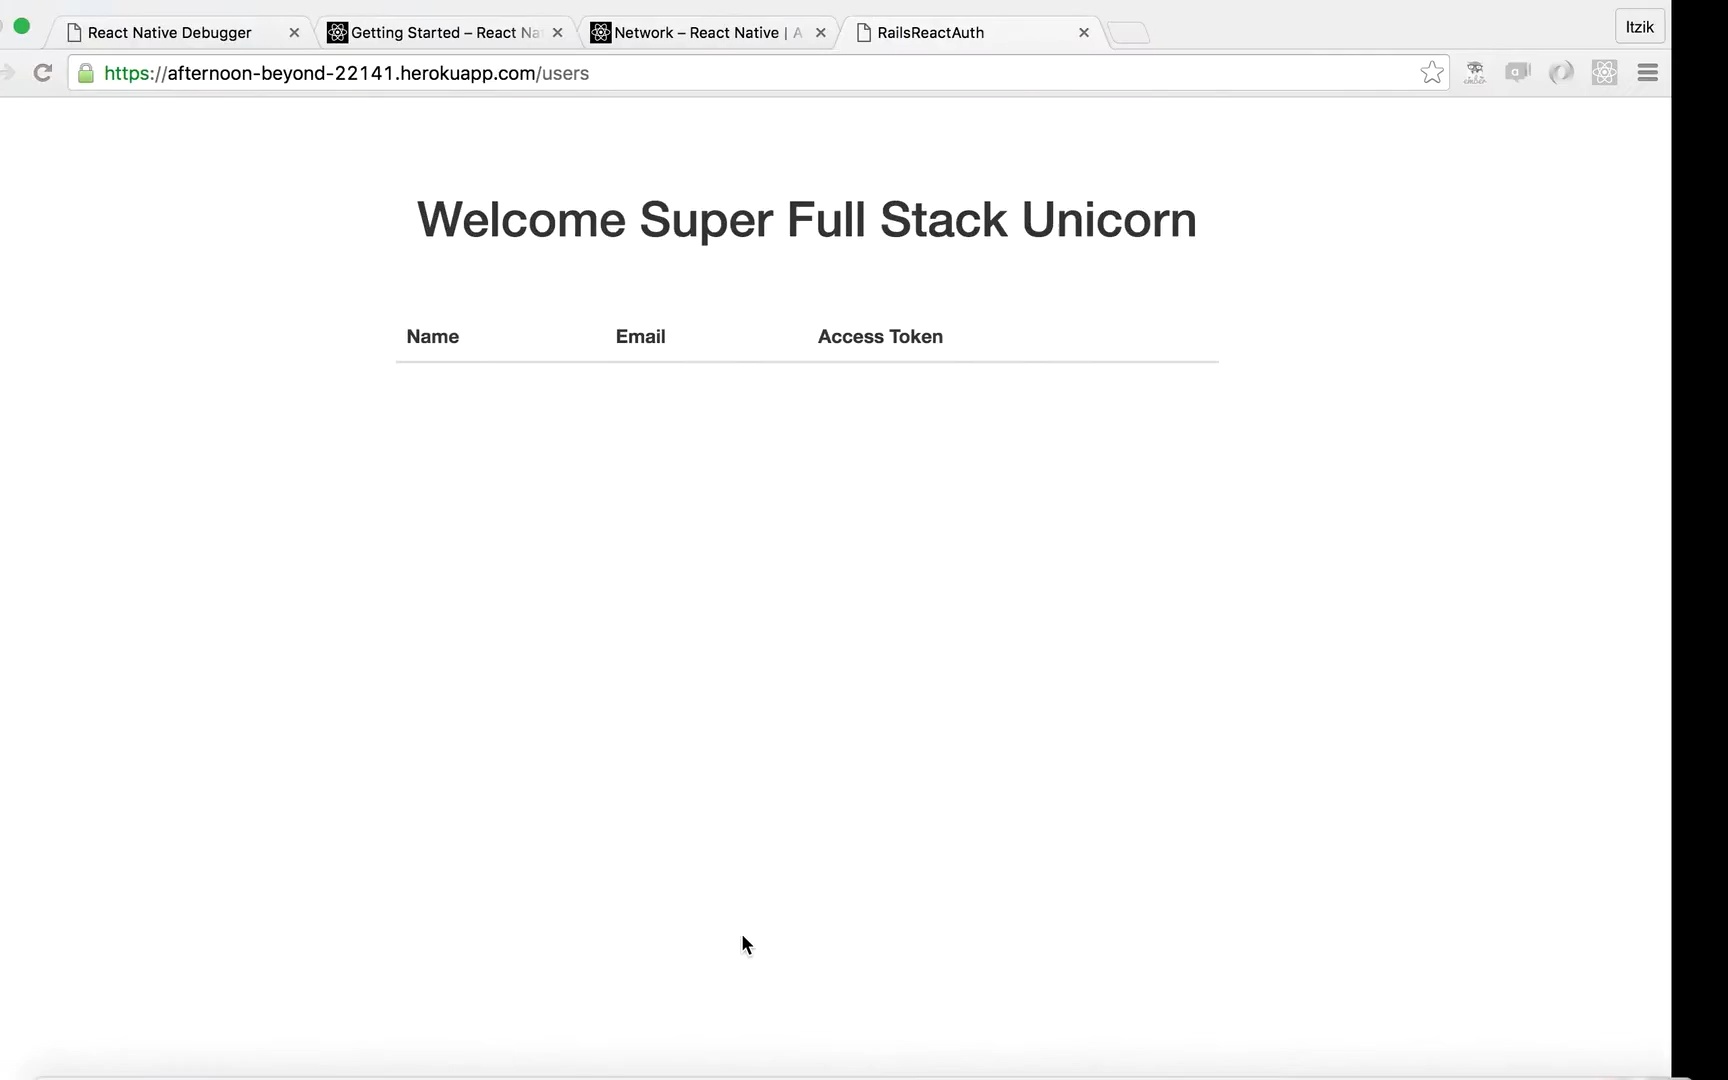 React Native Debugger
Getting Started – React Na
Network – React Native | A
RailsReactAuth
Itzik
https://afternoon-beyond-22141.herokuapp.com/users
Welcome Super Full Stack Unicorn
Name Email Access Token